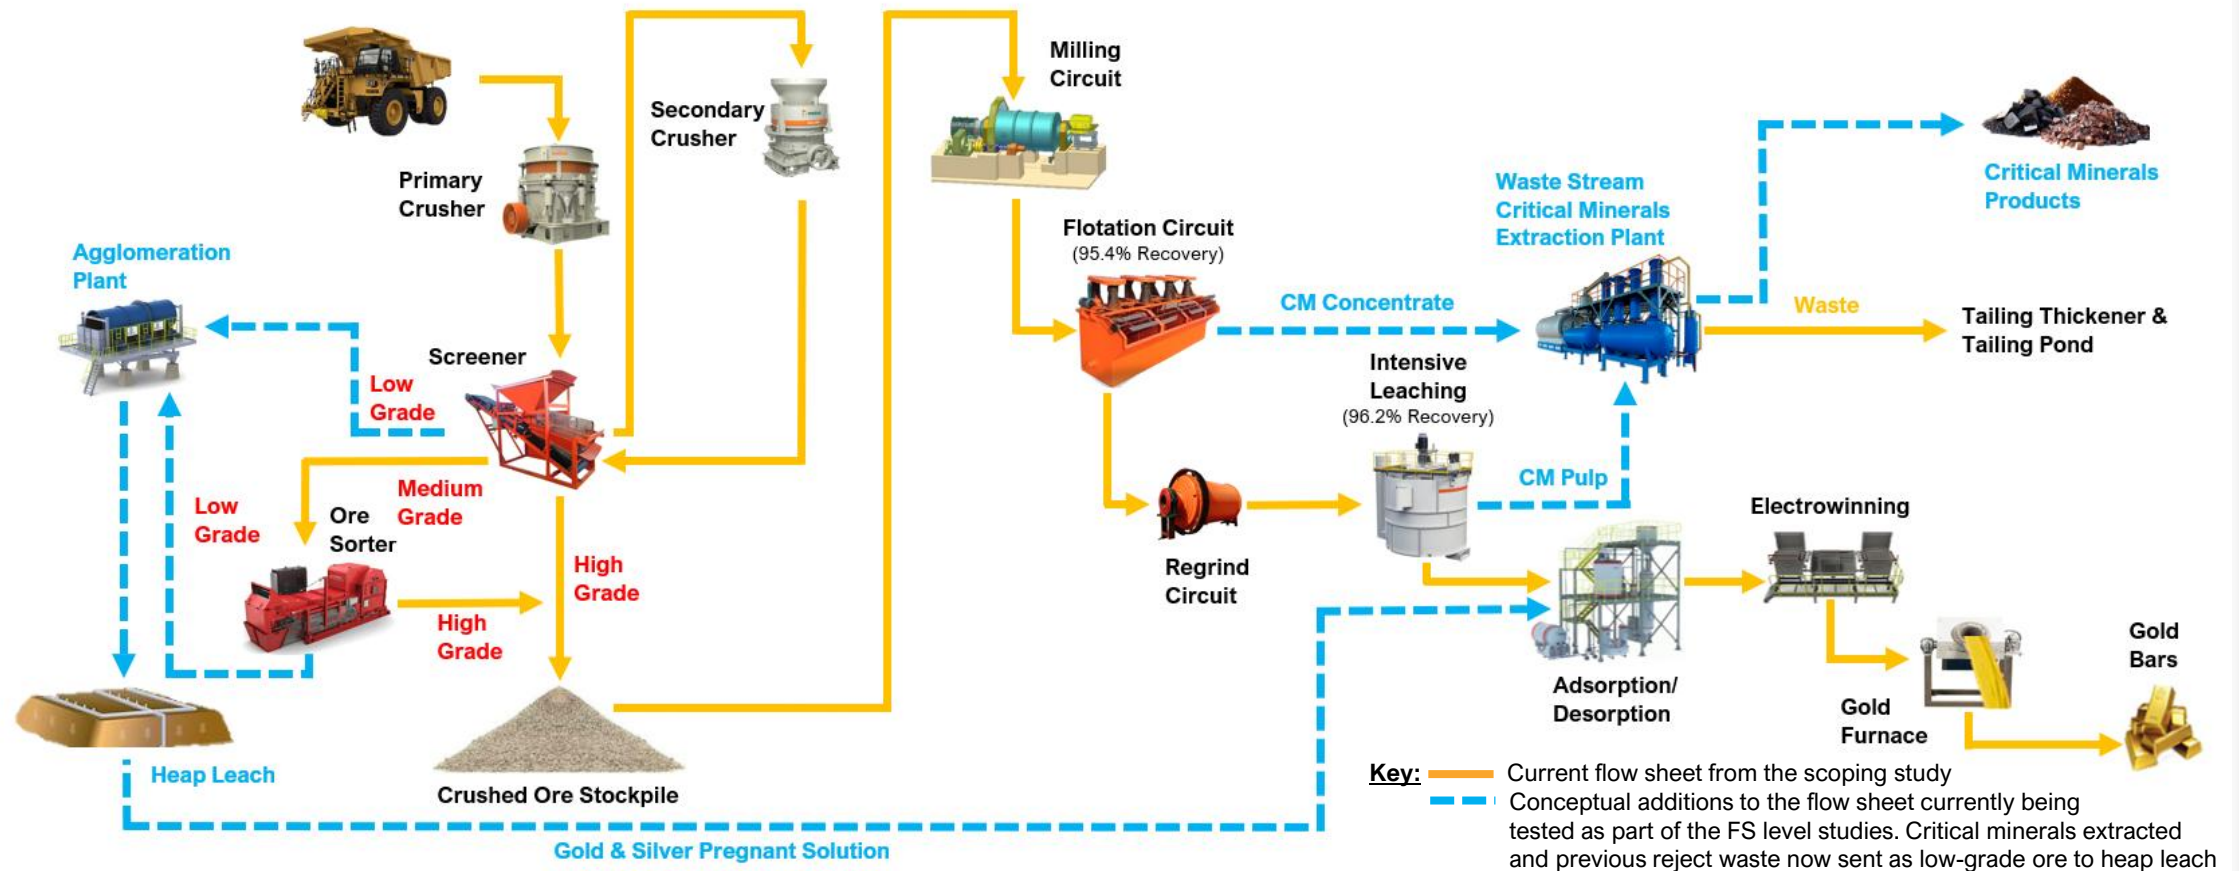 Milling
Circuit
Secondary
Crusher
Primary
Crusher
Critical Minerals
Products
Waste Stream
Critical Minerals
Extraction Plant
Flotation Circuit
(95.4% Recovery)
Agglomeration
Plant
CM Concentrate
Waste
Tailing Thickener &
Tailing Pond
Screener
Intensive
Leaching
(96.2% Recovery)
Low
Grade
Medium
Grade
CM Pulp
Low
Grade
Ore
Sorter
Electrowinning
High
Grade
Regrind
Circuit
High
Grade
Gold
Bars
Adsorption/
Desorption
Gold
Furnace
Heap Leach
Crushed Ore Stockpile
Gold & Silver Pregnant Solution
Key: Current flow sheet from the scoping study
Conceptual additions to the flow sheet currently being
tested as part of the FS level studies. Critical minerals extracted
and previous reject waste now sent as low-grade ore to heap leach